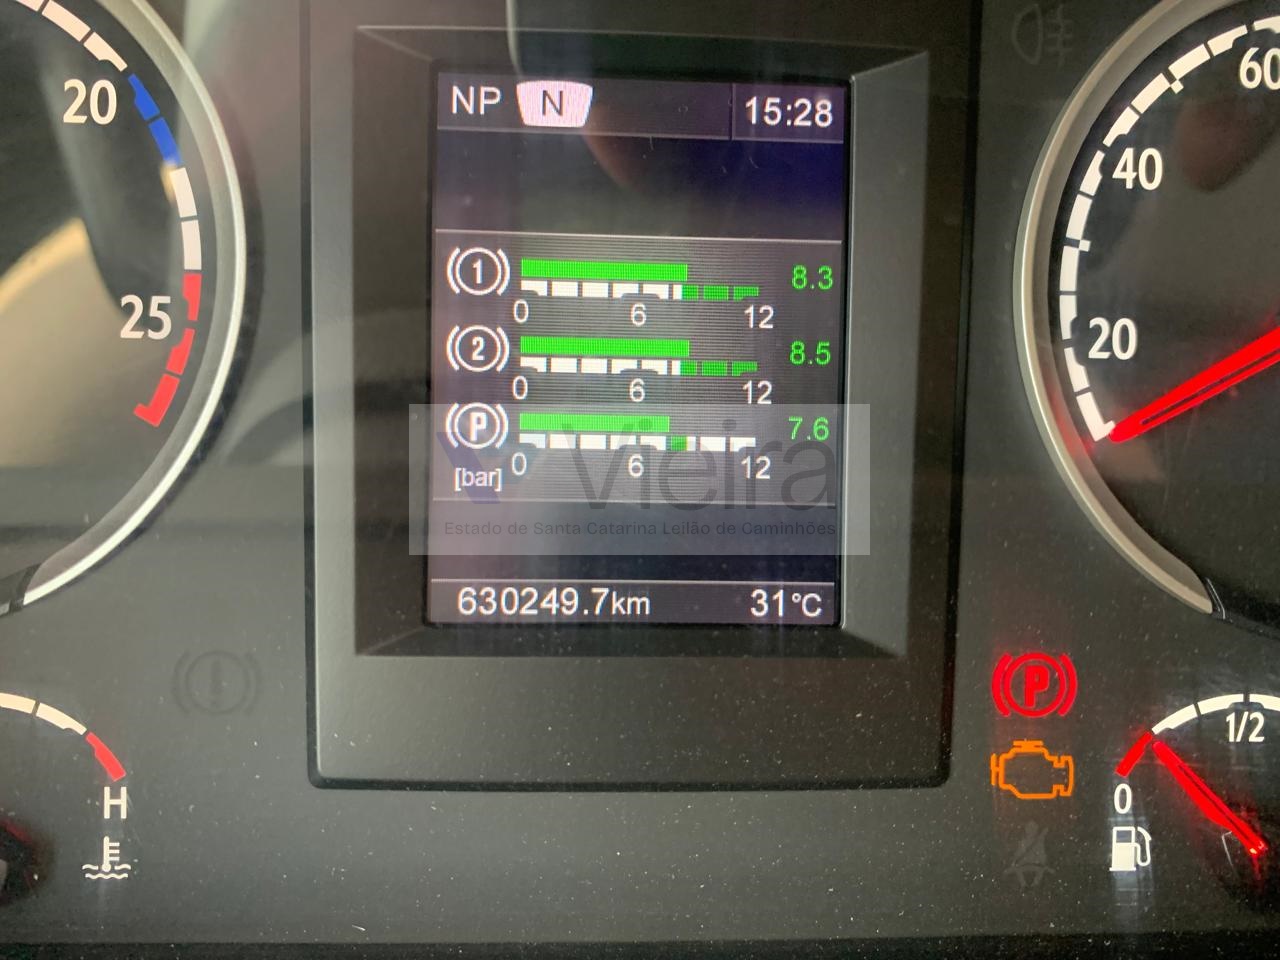 20
25
NP N 15:28
1 8.3
0 6 12
2 8.5
0 6 12
P 7.6
[bar] 0 6 12
Vieira
Estado de Santa Catarina Leilão de Caminhões
630249.7km 31°C
60
40
20
P
H
1/2
0